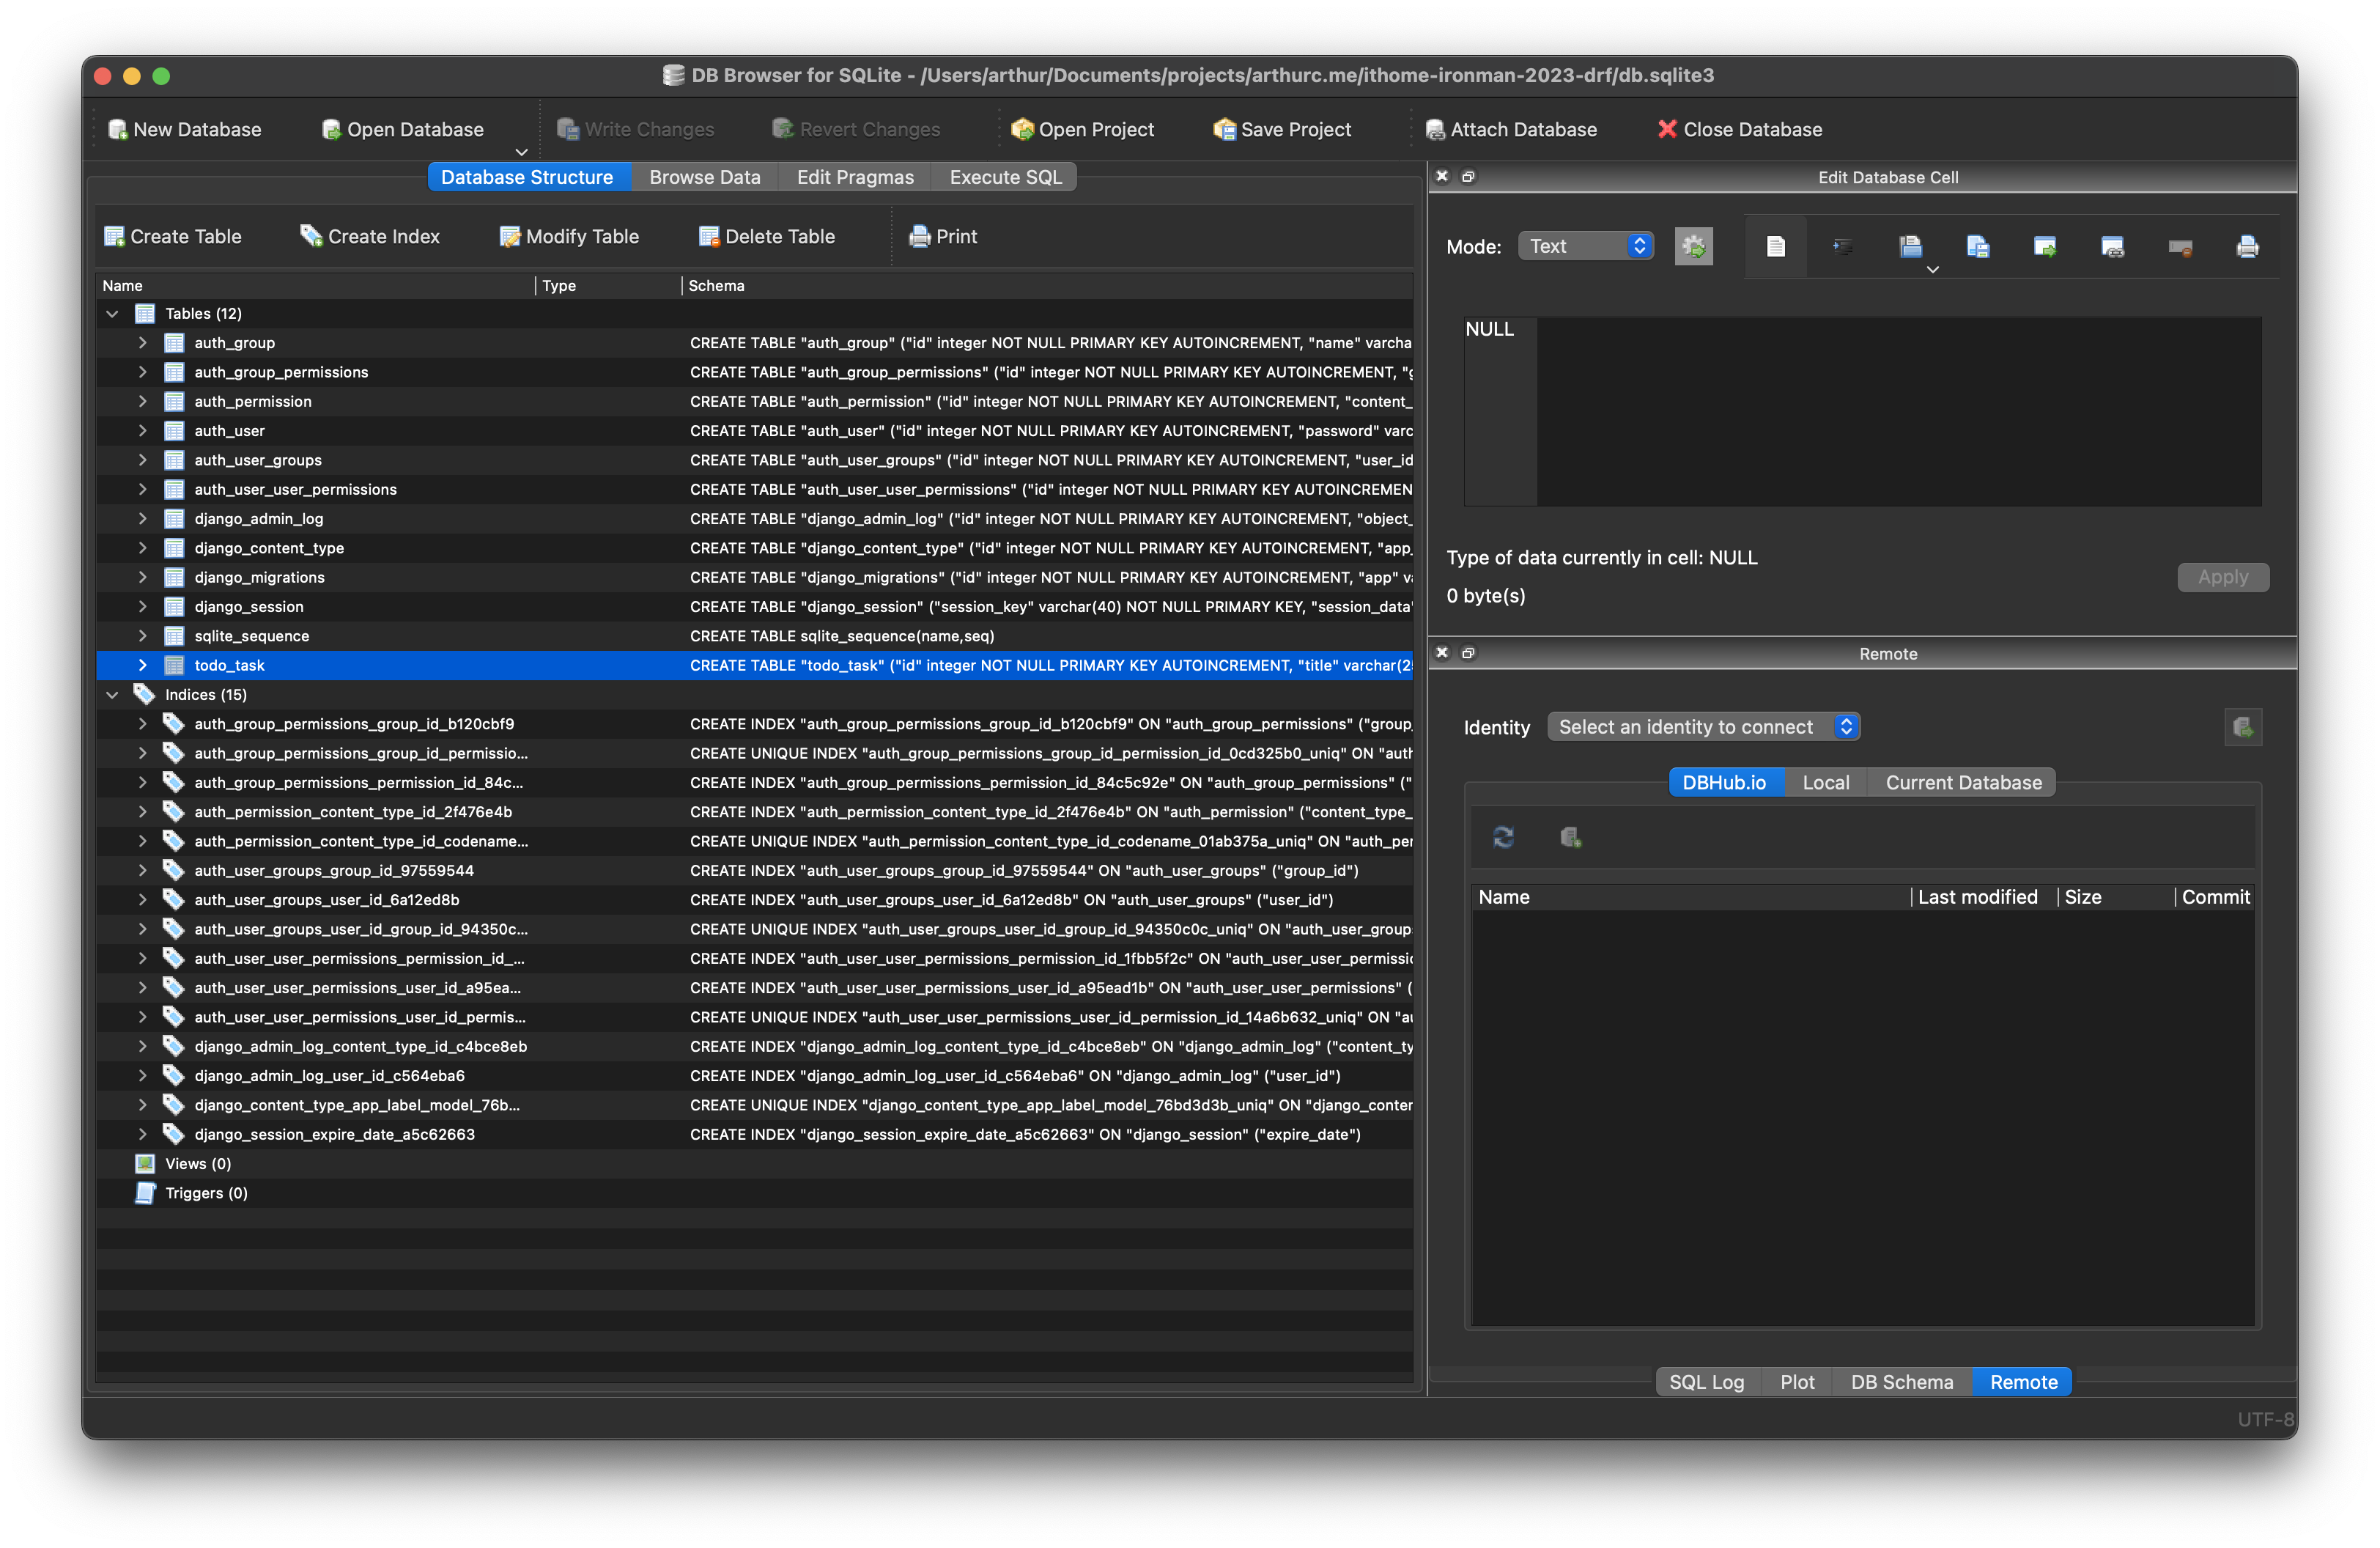 DB Browser for SQLite - /Users/arthur/Documents/projects/arthurc.me/ithome-ironman-2023-drf/db.sqlite3
New Database Open Database Write Changes Revert Changes Open Project Save Project Attach Database Close Database
Database Structure Browse Data Edit Pragmas Execute SQL
Create Table Create Index Modify Table Delete Table Print
Name Type Schema
Tables (12)
auth_group CREATE TABLE "auth_group" ("id" integer NOT NULL PRIMARY KEY AUTOINCREMENT, "name" varcha
auth_group_permissions CREATE TABLE "auth_group_permissions" ("id" integer NOT NULL PRIMARY KEY AUTOINCREMENT, "g
auth_permission CREATE TABLE "auth_permission" ("id" integer NOT NULL PRIMARY KEY AUTOINCREMENT, "content_
auth_user CREATE TABLE "auth_user" ("id" integer NOT NULL PRIMARY KEY AUTOINCREMENT, "password" varc
auth_user_groups CREATE TABLE "auth_user_groups" ("id" integer NOT NULL PRIMARY KEY AUTOINCREMENT, "user_id
auth_user_user_permissions CREATE TABLE "auth_user_user_permissions" ("id" integer NOT NULL PRIMARY KEY AUTOINCREMEN
django_admin_log CREATE TABLE "django_admin_log" ("id" integer NOT NULL PRIMARY KEY AUTOINCREMENT, "object_
django_content_type CREATE TABLE "django_content_type" ("id" integer NOT NULL PRIMARY KEY AUTOINCREMENT, "app_
django_migrations CREATE TABLE "django_migrations" ("id" integer NOT NULL PRIMARY KEY AUTOINCREMENT, "app" va
django_session CREATE TABLE "django_session" ("session_key" varchar(40) NOT NULL PRIMARY KEY, "session_data"
sqlite_sequence CREATE TABLE sqlite_sequence(name,seq)
todo_task CREATE TABLE "todo_task" ("id" integer NOT NULL PRIMARY KEY AUTOINCREMENT, "title" varchar(25
Indices (15)
auth_group_permissions_group_id_b120cbf9 CREATE INDEX "auth_group_permissions_group_id_b120cbf9" ON "auth_group_permissions" ("group_
auth_group_permissions_group_id_permissio... CREATE UNIQUE INDEX "auth_group_permissions_group_id_permission_id_0cd325b0_uniq" ON "auth
auth_group_permissions_permission_id_84c... CREATE INDEX "auth_group_permissions_permission_id_84c5c92e" ON "auth_group_permissions" ("
auth_permission_content_type_id_2f476e4b CREATE INDEX "auth_permission_content_type_id_2f476e4b" ON "auth_permission" ("content_type_
auth_permission_content_type_id_codename... CREATE UNIQUE INDEX "auth_permission_content_type_id_codename_01ab375a_uniq" ON "auth_per
auth_user_groups_group_id_97559544 CREATE INDEX "auth_user_groups_group_id_97559544" ON "auth_user_groups" ("group_id")
auth_user_groups_user_id_6a12ed8b CREATE INDEX "auth_user_groups_user_id_6a12ed8b" ON "auth_user_groups" ("user_id")
auth_user_groups_user_id_group_id_94350c... CREATE UNIQUE INDEX "auth_user_groups_user_id_group_id_94350c0c_uniq" ON "auth_user_groups
auth_user_user_permissions_permission_id_... CREATE INDEX "auth_user_user_permissions_permission_id_1fbb5f2c" ON "auth_user_user_permissio
auth_user_user_permissions_user_id_a95ea... CREATE INDEX "auth_user_user_permissions_user_id_a95ead1b" ON "auth_user_user_permissions" (
auth_user_user_permissions_user_id_permis... CREATE UNIQUE INDEX "auth_user_user_permissions_user_id_permission_id_14a6b632_uniq" ON "au
django_admin_log_content_type_id_c4bce8eb CREATE INDEX "django_admin_log_content_type_id_c4bce8eb" ON "django_admin_log" ("content_ty
django_admin_log_user_id_c564eba6 CREATE INDEX "django_admin_log_user_id_c564eba6" ON "django_admin_log" ("user_id")
django_content_type_app_label_model_76b... CREATE UNIQUE INDEX "django_content_type_app_label_model_76bd3d3b_uniq" ON "django_conten
django_session_expire_date_a5c62663 CREATE INDEX "django_session_expire_date_a5c62663" ON "django_session" ("expire_date")
Views (0)
Triggers (0)
Edit Database Cell
Mode: Text
NULL
Type of data currently in cell: NULL
0 byte(s)
Apply
Remote
Identity Select an identity to connect
DBHub.io Local Current Database
Name Last modified Size Commit
SQL Log Plot DB Schema Remote
UTF-8